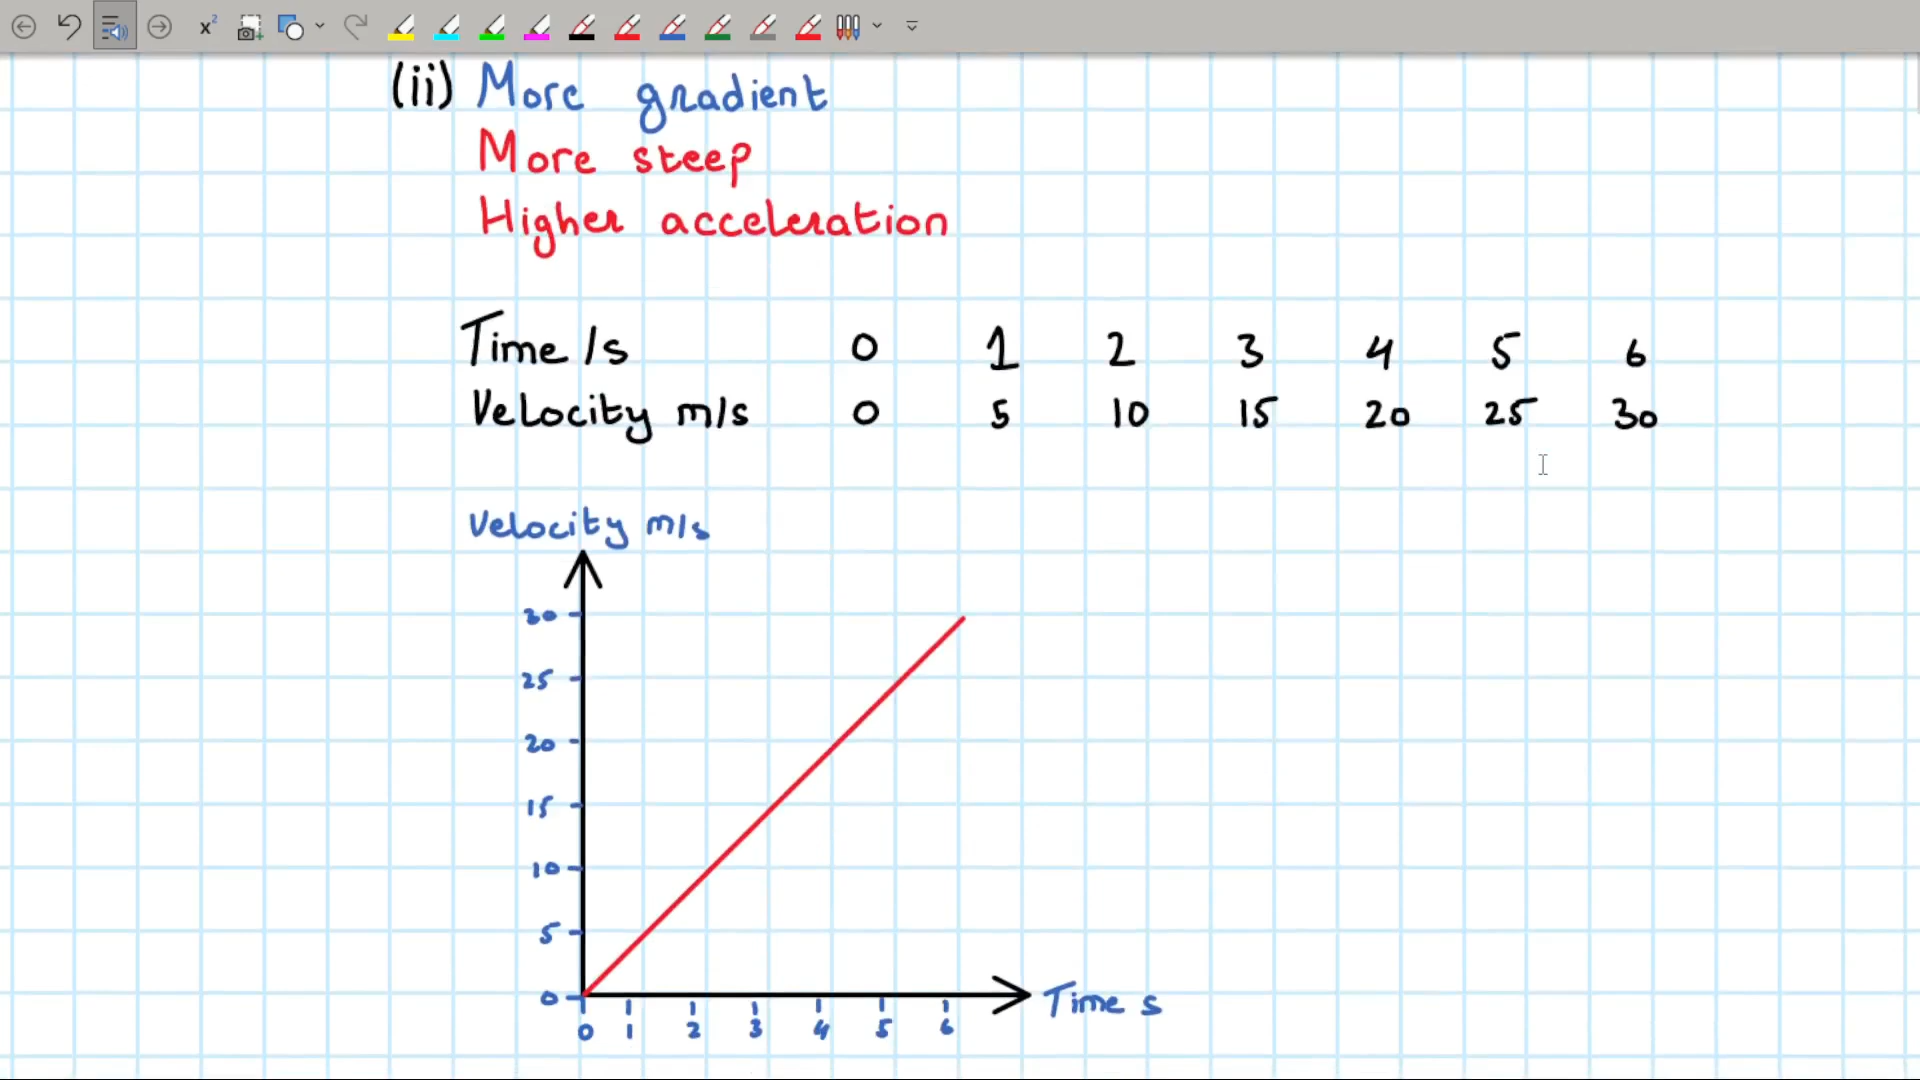 x²
(ii) More gradient
More steep
Higher acceleration
Time /s 0 1 2 3 4 5 6
Velocity m/s 0 5 10 15 20 25 30
Velocity m/s
30
25
20
15
10
5
0
0 1 2 3 4 5 6
Time s